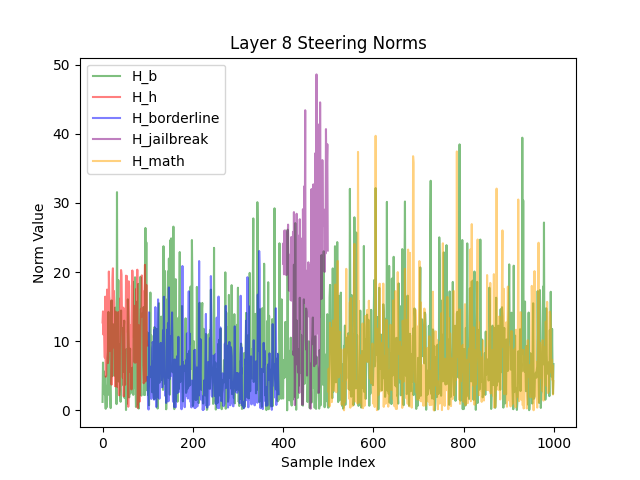 Layer 8 Steering Norms
50
40
30
20
10
0
Norm Value
H_b
H_h
H_borderline
H_jailbreak
H_math
0 200 400 600 800 1000
Sample Index